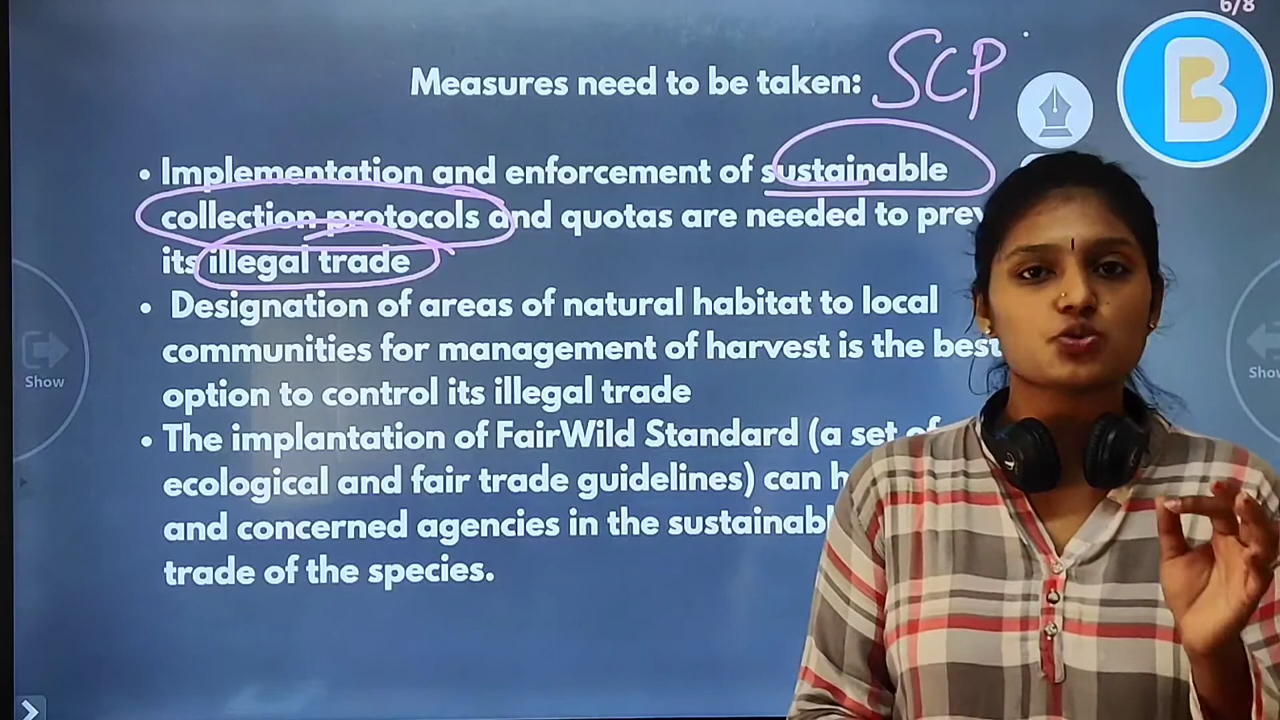 6/8
Measures need to be taken: SCP
B
• Implementation and enforcement of sustainable
collection protocols and quotas are needed to prev
its illegal trade
• Designation of areas of natural habitat to local
communities for management of harvest is the best
option to control its illegal trade
• The implantation of FairWild Standard (a set of
ecological and fair trade guidelines) can h
and concerned agencies in the sustainabl
trade of the species.
Show
Show